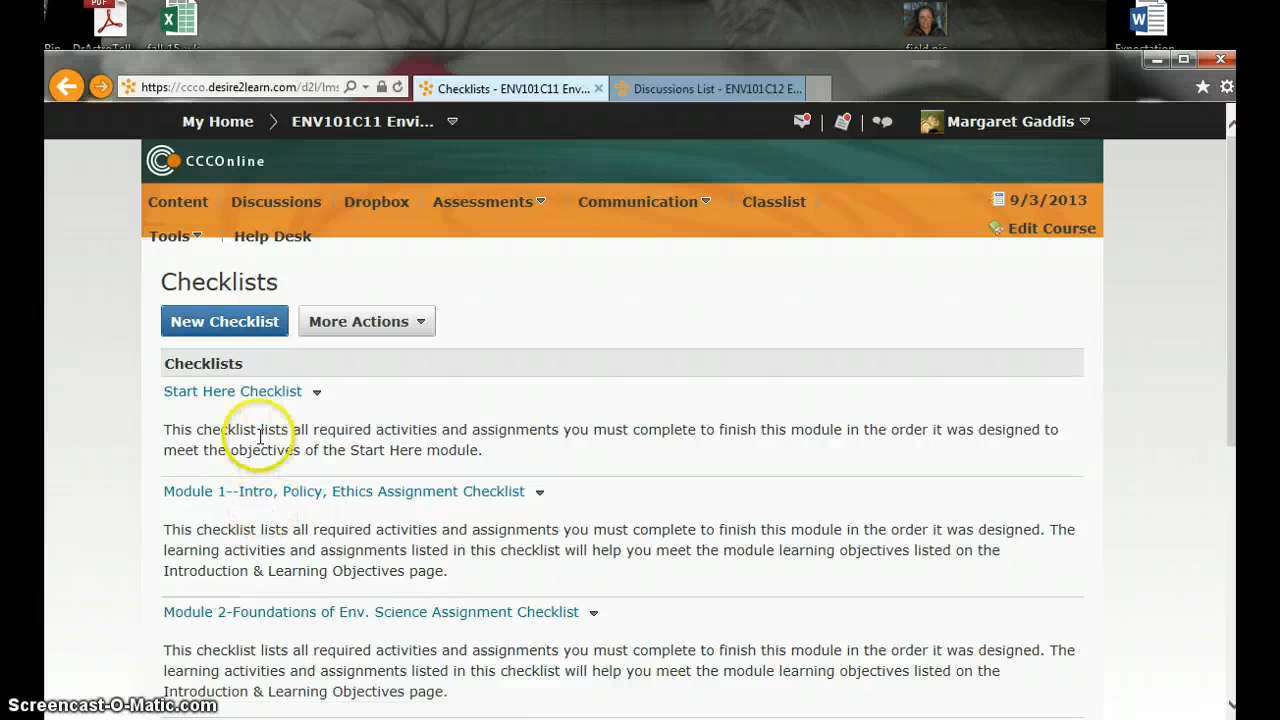 PDF
DrAstroTell
fall 15
field pic
Expectation
https://ccco.desire2learn.com/d2l/lms
Checklists - ENV101C11 Env...
Discussions List - ENV101C12 E...
My Home
ENV101C11 Envi...
Margaret Gaddis
CCCOnline
Content
Discussions
Dropbox
Assessments
Communication
Classlist
9/3/2013
Tools
Help Desk
Edit Course
Checklists
New Checklist
More Actions
Checklists
Start Here Checklist
This checklist lists all required activities and assignments you must complete to finish this module in the order it was designed to
meet the objectives of the Start Here module.
Module 1--Intro, Policy, Ethics Assignment Checklist
This checklist lists all required activities and assignments you must complete to finish this module in the order it was designed. The
learning activities and assignments listed in this checklist will help you meet the module learning objectives listed on the
Introduction & Learning Objectives page.
Module 2-Foundations of Env. Science Assignment Checklist
This checklist lists all required activities and assignments you must complete to finish this module in the order it was designed. The
learning activities and assignments listed in this checklist will help you meet the module learning objectives listed on the
Introduction & Learning Objectives page.
Screencast-O-Matic.com